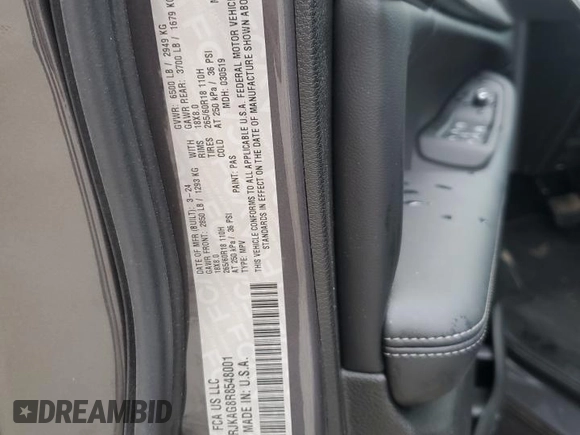 FCA US LLC
DATE OF MFR (BUILT): 3-24
GVWR: 6500 LB / 2949 KG
GAWR FRONT: 2850 LB / 1293 KG
WITH
GAWR REAR: 3700 LB / 1679 KG
18X8.0
RIMS
18X8.0
265/60R18 110H
TIRES
265/60R18 110H
AT 250 kPa / 36 PSI
COLD
AT 250 kPa / 36 PSI
TYPE: MPV
PAINT: PAS
MDH: 030519
THIS VEHICLE CONFORMS TO ALL APPLICABLE U.S.A. FEDERAL MOTOR VEHICLE
STANDARDS IN EFFECT ON THE DATE OF MANUFACTURE SHOWN ABO
RJKAG8R8548001
MADE IN: U.S.A.
AUTOBIDCAR